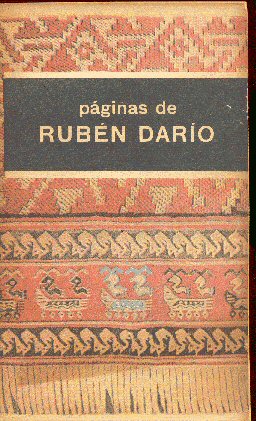 páginas de
RUBÉN DARÍO